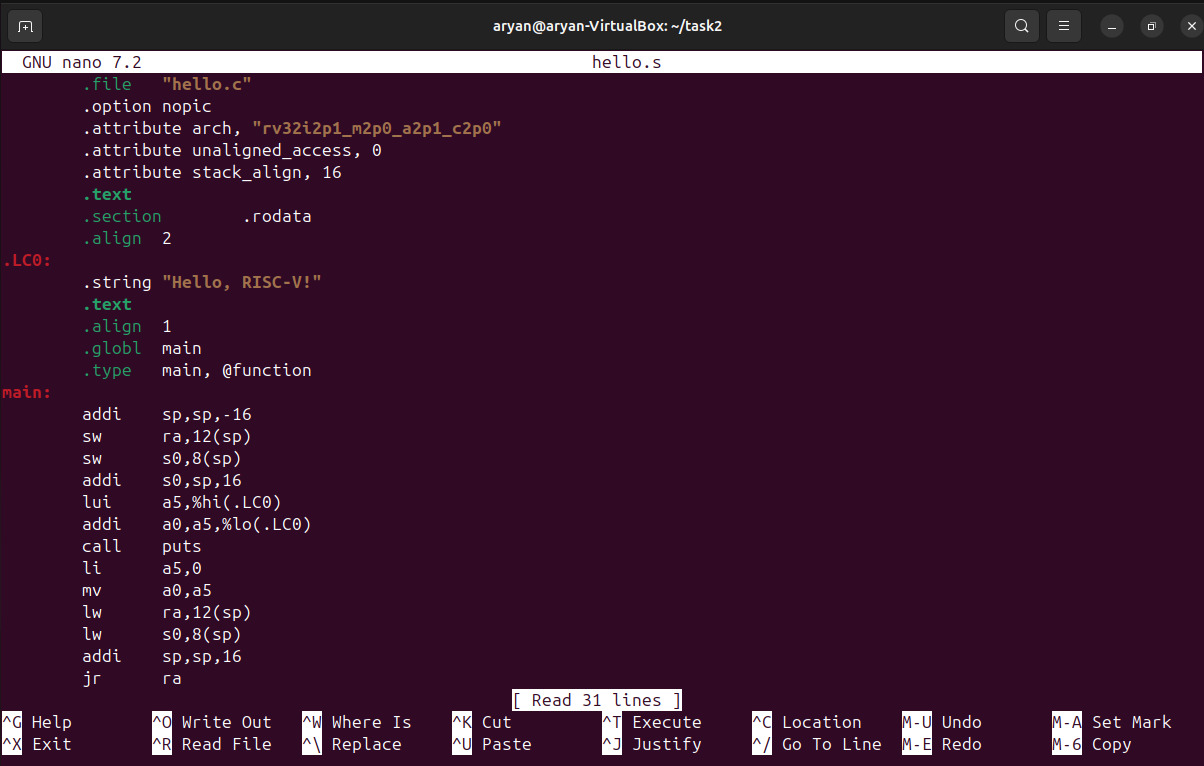 aryan@aryan-VirtualBox: ~/task2
GNU nano 7.2 hello.s
.file "hello.c"
.option nopic
.attribute arch, "rv32i2p1_m2p0_a2p1_c2p0"
.attribute unaligned_access, 0
.attribute stack_align, 16
.text
.section .rodata
.align 2
.LC0:
.string "Hello, RISC-V!"
.text
.align 1
.globl main
.type main, @function
main:
addi sp,sp,-16
sw ra,12(sp)
sw s0,8(sp)
addi s0,sp,16
lui a5,%hi(.LC0)
addi a0,a5,%lo(.LC0)
call puts
li a5,0
mv a0,a5
lw ra,12(sp)
lw s0,8(sp)
addi sp,sp,16
jr ra
[ Read 31 lines ]
^G Help ^O Write Out ^W Where Is ^K Cut ^T Execute ^C Location M-U Undo M-A Set Mark
^X Exit ^R Read File ^\ Replace ^U Paste ^J Justify ^/ Go To Line M-E Redo M-6 Copy